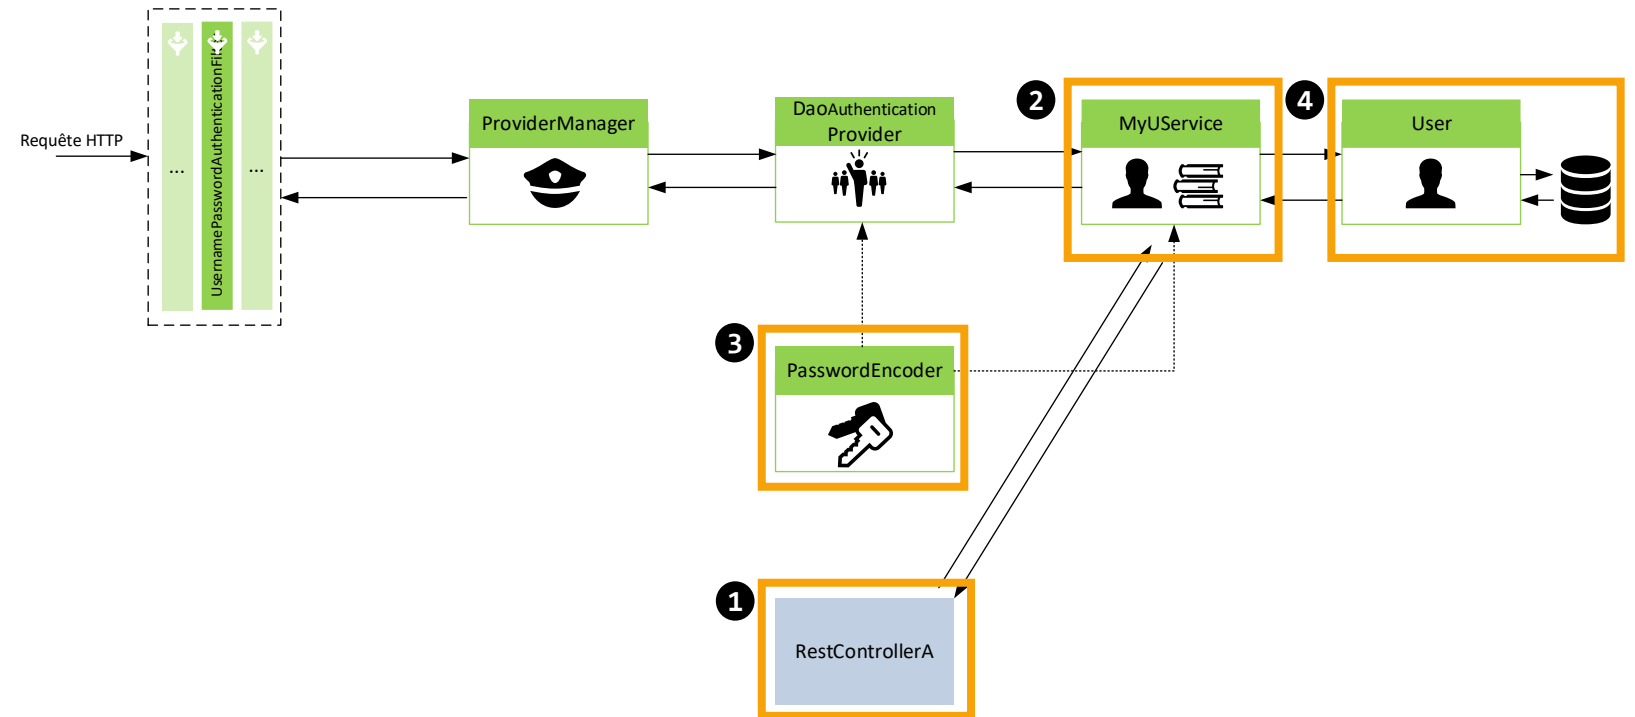 Requête HTTP
...
UsernamePasswordAuthenticationFil
...
ProviderManager
DaoAuthentication
Provider
2
MyUService
4
User
3
PasswordEncoder
1
RestControllerA